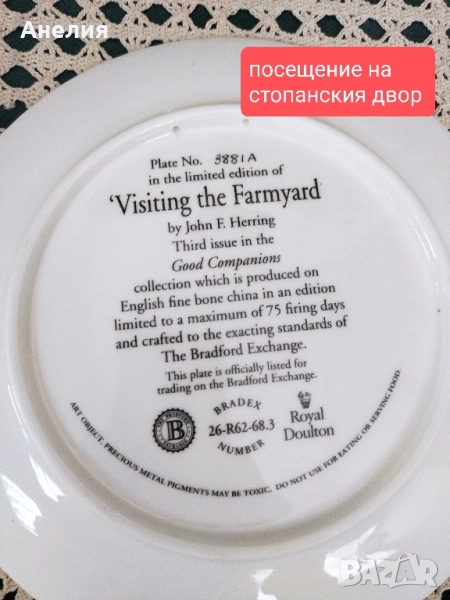 Анелия
посещение на
стопанския двор
Plate No. 3881A
in the limited edition of
‘Visiting the Farmyard’
by John F. Herring
Third issue in the
Good Companions
collection which is produced on
English fine bone china in an edition
limited to a maximum of 75 firing days
and crafted to the exacting standards of
The Bradford Exchange.
This plate is officially listed for
trading on the Bradford Exchange.
B
BRADEX
26-R62-68.3
NUMBER
Royal
Doulton
ART OBJECT, PRECIOUS METAL PIGMENTS MAY BE TOXIC. DO NOT USE FOR EATING OR SERVING FOOD.
БАЗАР